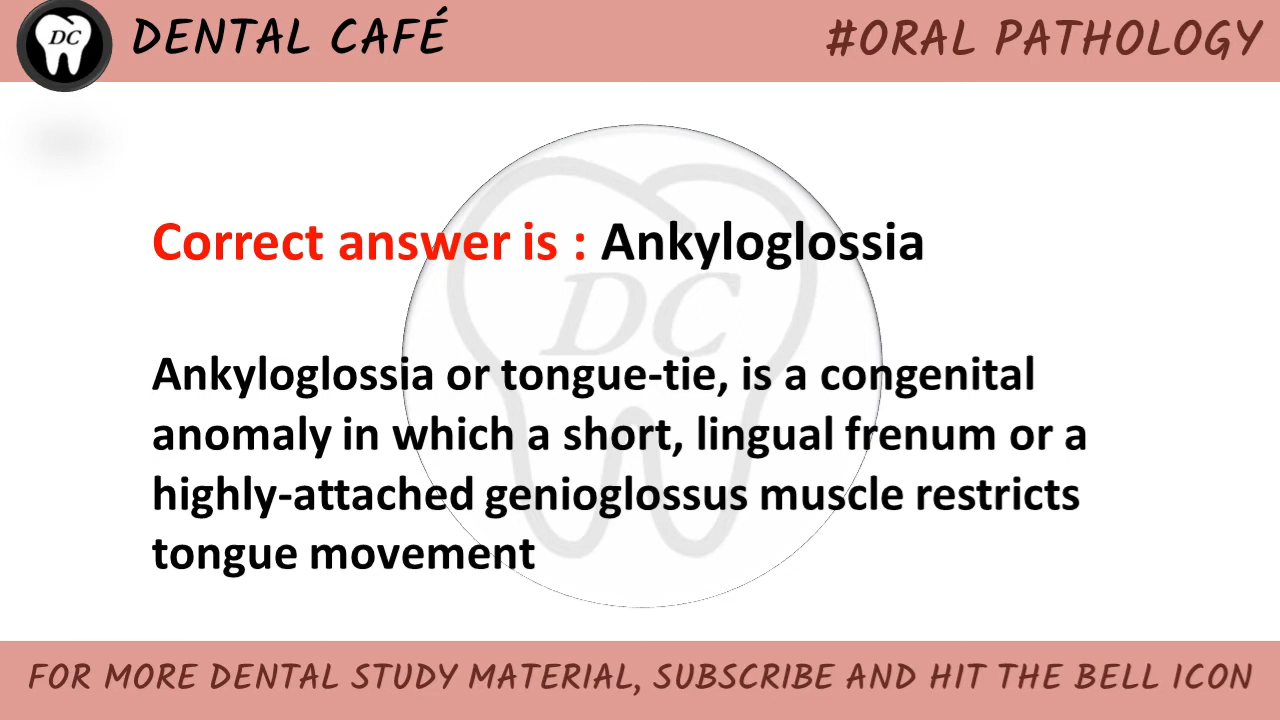 DC
DENTAL CAFÉ
#ORAL PATHOLOGY
Correct answer is : Ankyloglossia
DC
Ankyloglossia or tongue-tie, is a congenital
anomaly in which a short, lingual frenum or a
highly-attached genioglossus muscle restricts
tongue movement
FOR MORE DENTAL STUDY MATERIAL, SUBSCRIBE AND HIT THE BELL ICON